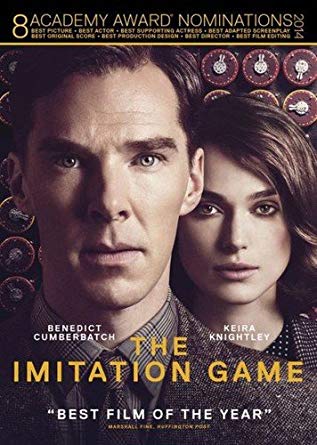 8 ACADEMY AWARD® NOMINATIONS 2014
BEST PICTURE • BEST ACTOR • BEST SUPPORTING ACTRESS • BEST ADAPTED SCREENPLAY
BEST ORIGINAL SCORE • BEST PRODUCTION DESIGN • BEST DIRECTOR • BEST FILM EDITING
BENEDICT
CUMBERBATCH
KEIRA
KNIGHTLEY
THE
IMITATION GAME
“BEST FILM OF THE YEAR”
MARSHALL FINE, HUFFINGTON POST